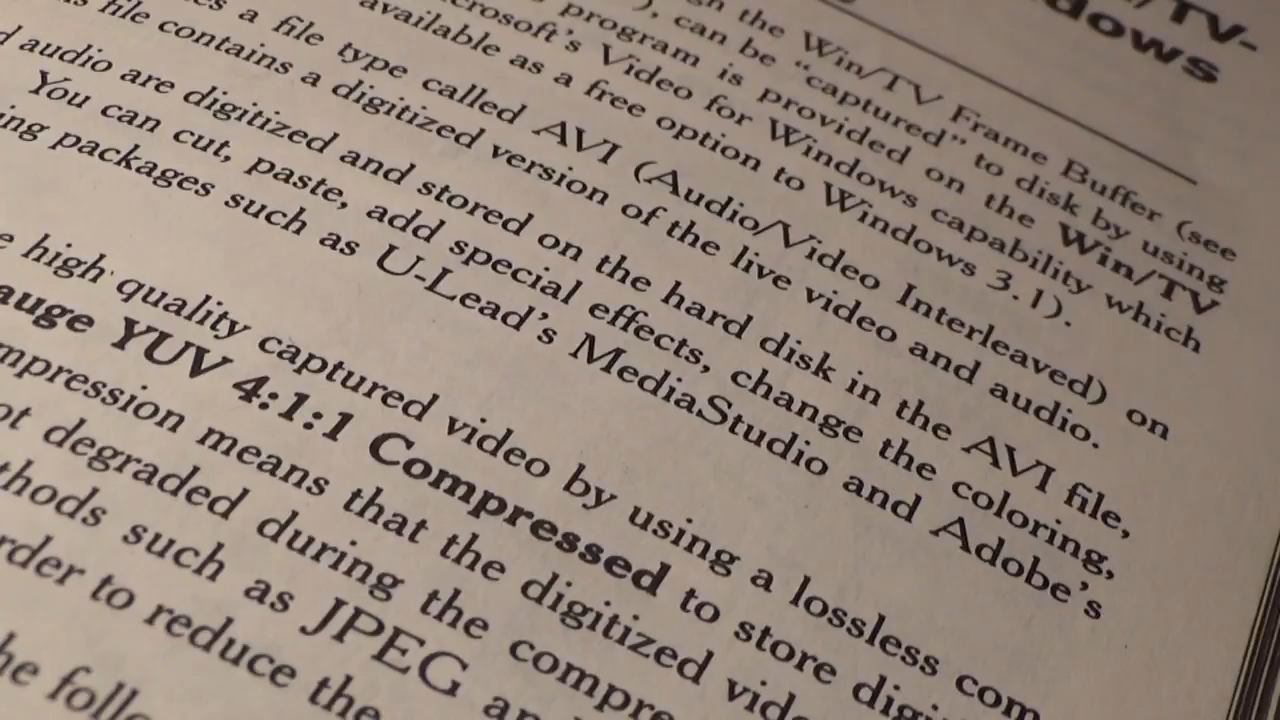 /TV-
dows
the Win/TV Frame Buffer (see
), can be “captured” to disk by using
program is provided on the Win/TV
crosoft’s Video for Windows capability which
available as a free option to Windows 3.1).
a file type called AVI (Audio/Video Interleaved) on
file contains a digitized version of the live video and audio.
d audio are digitized and stored on the hard disk in the AVI file,
You can cut, paste, add special effects, change the coloring,
ing packages such as U-Lead’s MediaStudio and Adobe’s
e high quality captured video by using a lossless com
auge YUV 4:1:1 Compressed to store digi
mpression means that the digitized vid
ot degraded during the compre
thods such as JPEG an
rder to reduce the
he follo